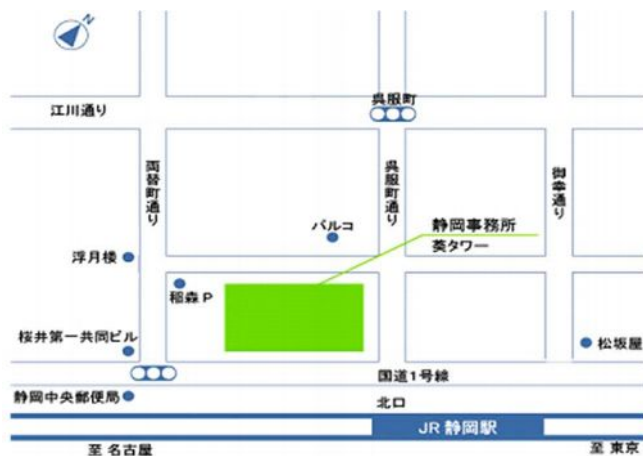 N
江川通り
呉服町
両替町通り
呉服町通り
御幸通り
パルコ
静岡事務所
葵タワー
浮月楼
稲森 P
桜井第一共同ビル
松坂屋
国道1号線
静岡中央郵便局
北口
JR 静岡駅
至 名古屋
至 東京